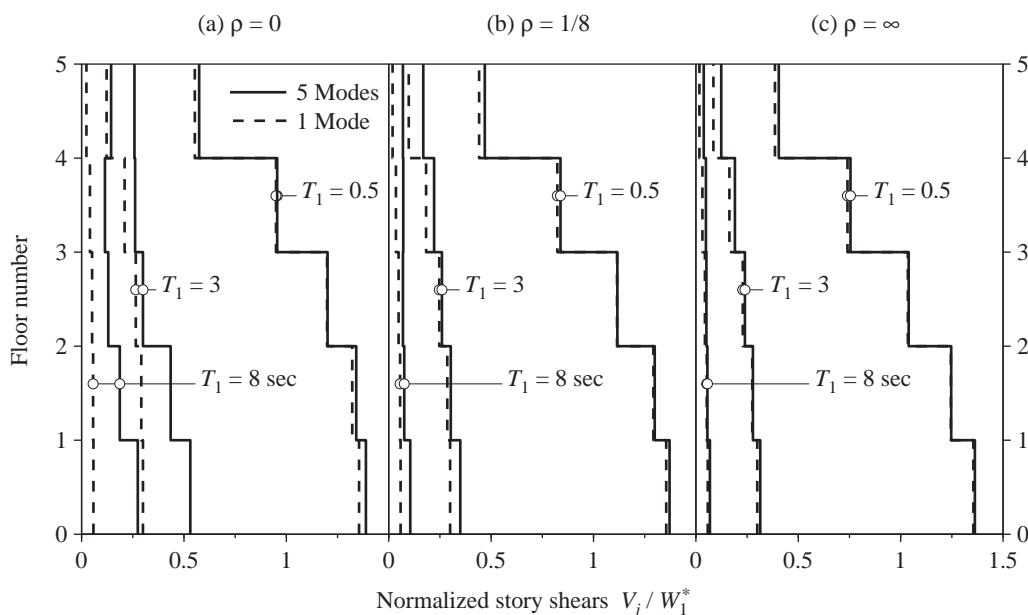 (a) ρ = 0
(b) ρ = 1/8
(c) ρ = ∞
5 Modes
1 Mode
T₁ = 0.5
T₁ = 3
T₁ = 8 sec
T₁ = 0.5
T₁ = 3
T₁ = 8 sec
T₁ = 0.5
T₁ = 3
T₁ = 8 sec
5
4
3
2
1
0
5
4
3
2
1
0
0
0.5
1
0
0.5
1
0
0.5
1
1.5
Floor number
Normalized story shears Vⱼ / W₁*